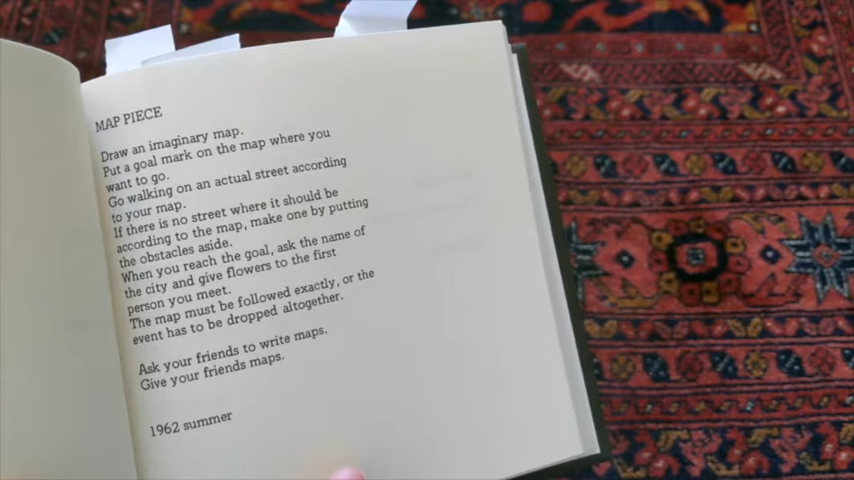 MAP PIECE
Draw an imaginary map.
Put a goal mark on the map where you
want to go.
Go walking on an actual street according
to your map.
If there is no street where it should be
according to the map, make one by putting
the obstacles aside.
When you reach the goal, ask the name of
the city and give flowers to the first
person you meet.
The map must be followed exactly, or the
event has to be dropped altogether.
Ask your friends to write maps.
Give your friends maps.
1962 summer